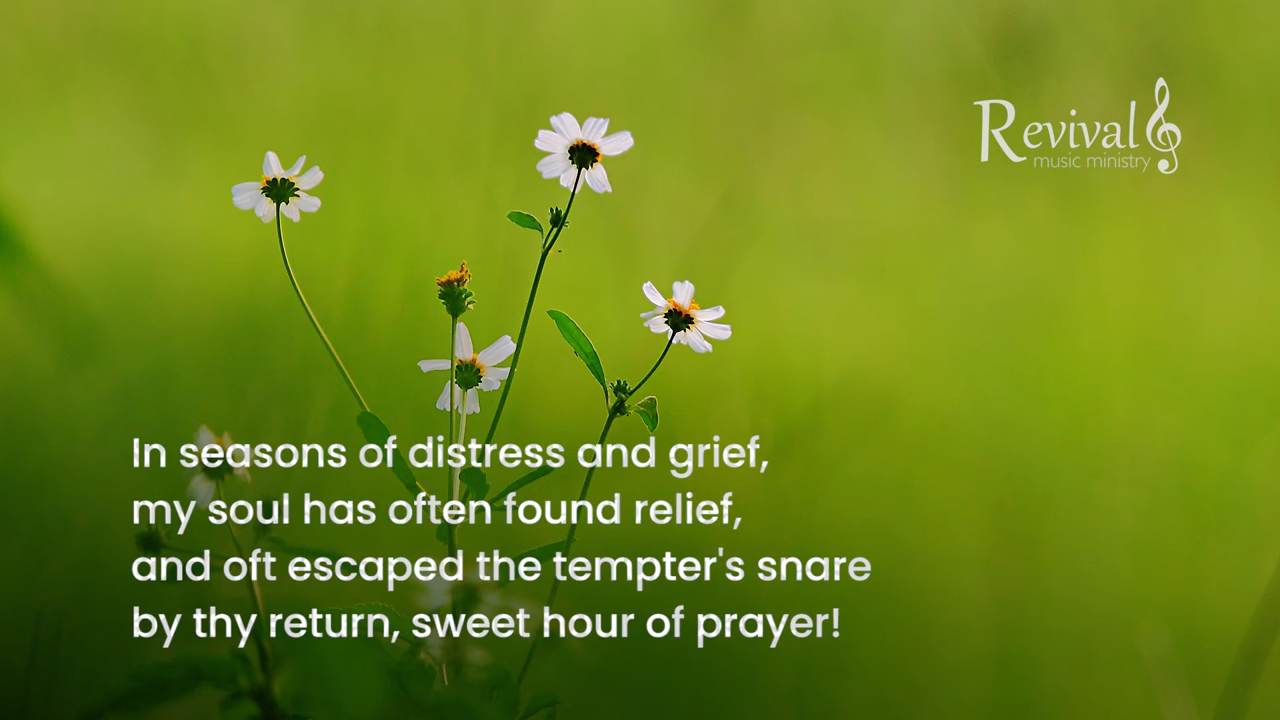 Revival
music ministry
In seasons of distress and grief,
my soul has often found relief,
and oft escaped the tempter's snare
by thy return, sweet hour of prayer!